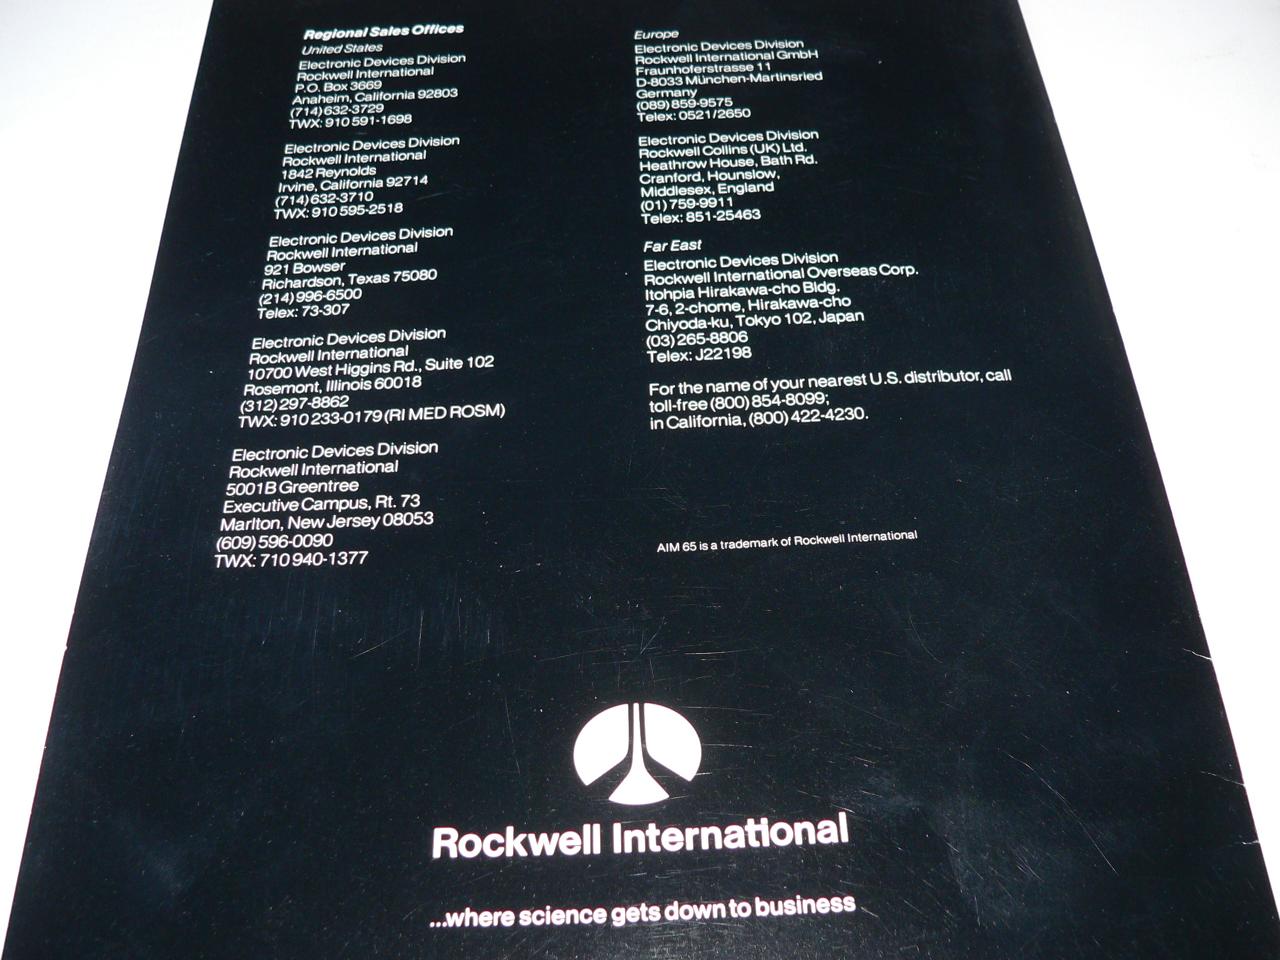 Regional Sales Offices
United States
Electronic Devices Division
Rockwell International
P.O. Box 3669
Anaheim, California 92803
(714) 632-3729
TWX: 910 591-1698
Electronic Devices Division
Rockwell International
1842 Reynolds
Irvine, California 92714
(714) 632-3710
TWX: 910 595-2518
Electronic Devices Division
Rockwell International
921 Bowser
Richardson, Texas 75080
(214) 996-6500
Telex: 73-307
Electronic Devices Division
Rockwell International
10700 West Higgins Rd., Suite 102
Rosemont, Illinois 60018
(312) 297-8862
TWX: 910 233-0179 (RI MED ROSM)
Electronic Devices Division
Rockwell International
5001B Greentree
Executive Campus, Rt. 73
Marlton, New Jersey 08053
(609) 596-0090
TWX: 710 940-1377
Europe
Electronic Devices Division
Rockwell International GmbH
Fraunhoferstrasse 11
D-8033 München-Martinsried
Germany
(089) 859-9575
Telex: 0521/2650
Electronic Devices Division
Rockwell Collins (UK) Ltd.
Heathrow House, Bath Rd.
Cranford, Hounslow,
Middlesex, England
(01) 759-9911
Telex: 851-25463
Far East
Electronic Devices Division
Rockwell International Overseas Corp.
Itohpia Hirakawa-cho Bldg.
7-6, 2-chome, Hirakawa-cho
Chiyoda-ku, Tokyo 102, Japan
(03) 265-8806
Telex: J22198
For the name of your nearest U.S. distributor, call
toll-free (800) 854-8099;
in California, (800) 422-4230.
AIM 65 is a trademark of Rockwell International
Rockwell International
...where science gets down to business